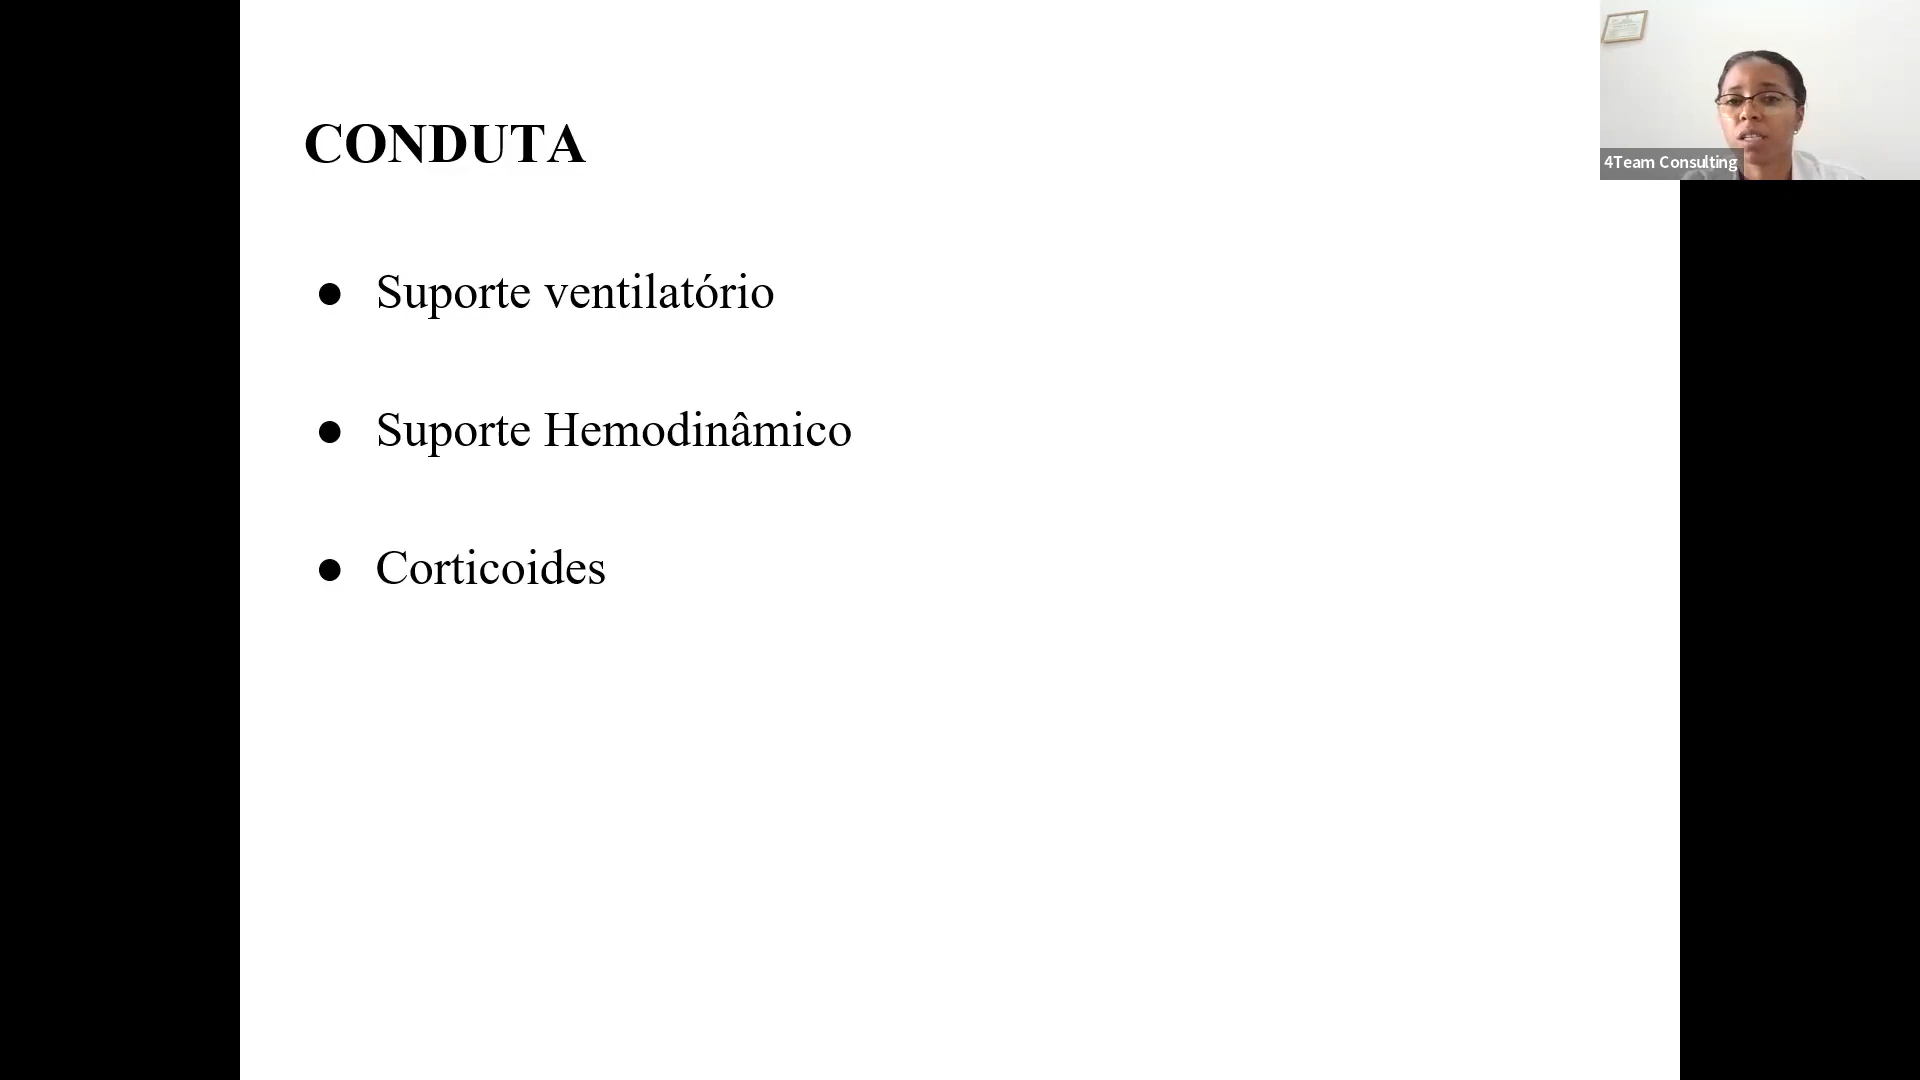 CONDUTA
● Suporte ventilatório
● Suporte Hemodinâmico
● Corticoides
4Team Consulting